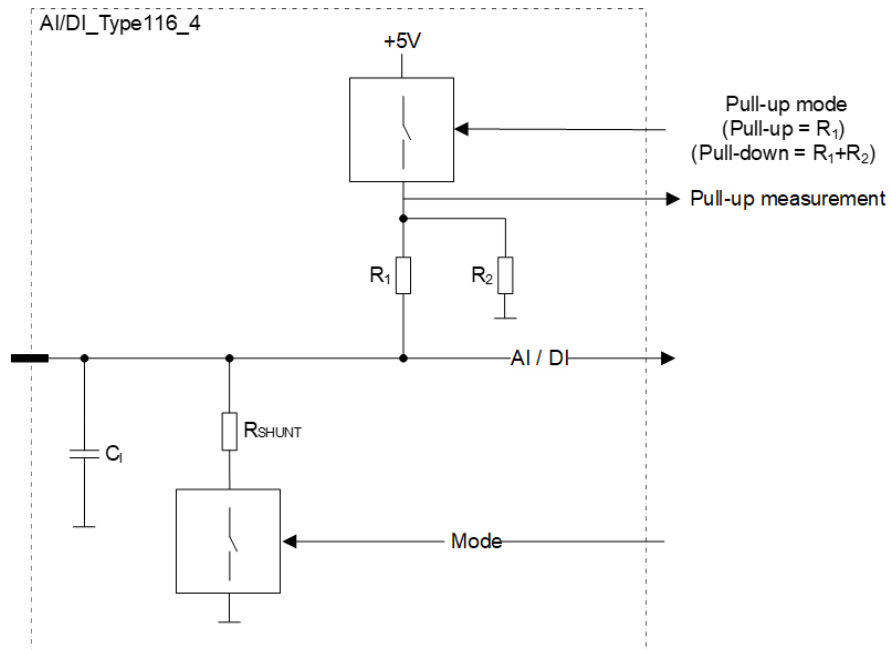 AI/DI_Type116_4
+5V
Pull-up mode
(Pull-up = R₁)
(Pull-down = R₁+R₂)
Pull-up measurement
R₁
R₂
AI / DI
RSHUNT
Cᵢ
Mode